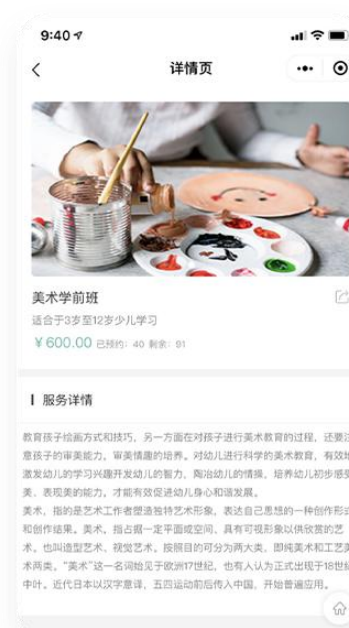 9:40
详情页
美术学前班
适合于3岁至12岁少儿学习
￥600.00 已预约：40 剩余：91
服务详情
教育孩子绘画方式和技巧，另一方面在对孩子进行美术教育的过程，还要注
意孩子的审美能力，审美情趣的培养。对幼儿进行科学的美术教育，有效地
激发幼儿的学习兴趣开发幼儿的智力，陶冶幼儿的情操、培养幼儿初步感受
美、表现美的能力，才能有效促进幼儿身心和谐发展。
美术，指的是艺术工作者塑造独特艺术形象，表达自己思想的一种创作形式
和创作结果。美术，指占据一定平面或空间、具有可视形象以供欣赏的艺
术。也叫造型艺术、视觉艺术。按照目的可分为两大类，即纯美术和工艺美
术两类。“美术”这一名词始见于欧洲17世纪，也有人认为正式出现于18世纪
中叶。近代日本以汉字意译，五四运动前后传入中国，开始普遍应用。